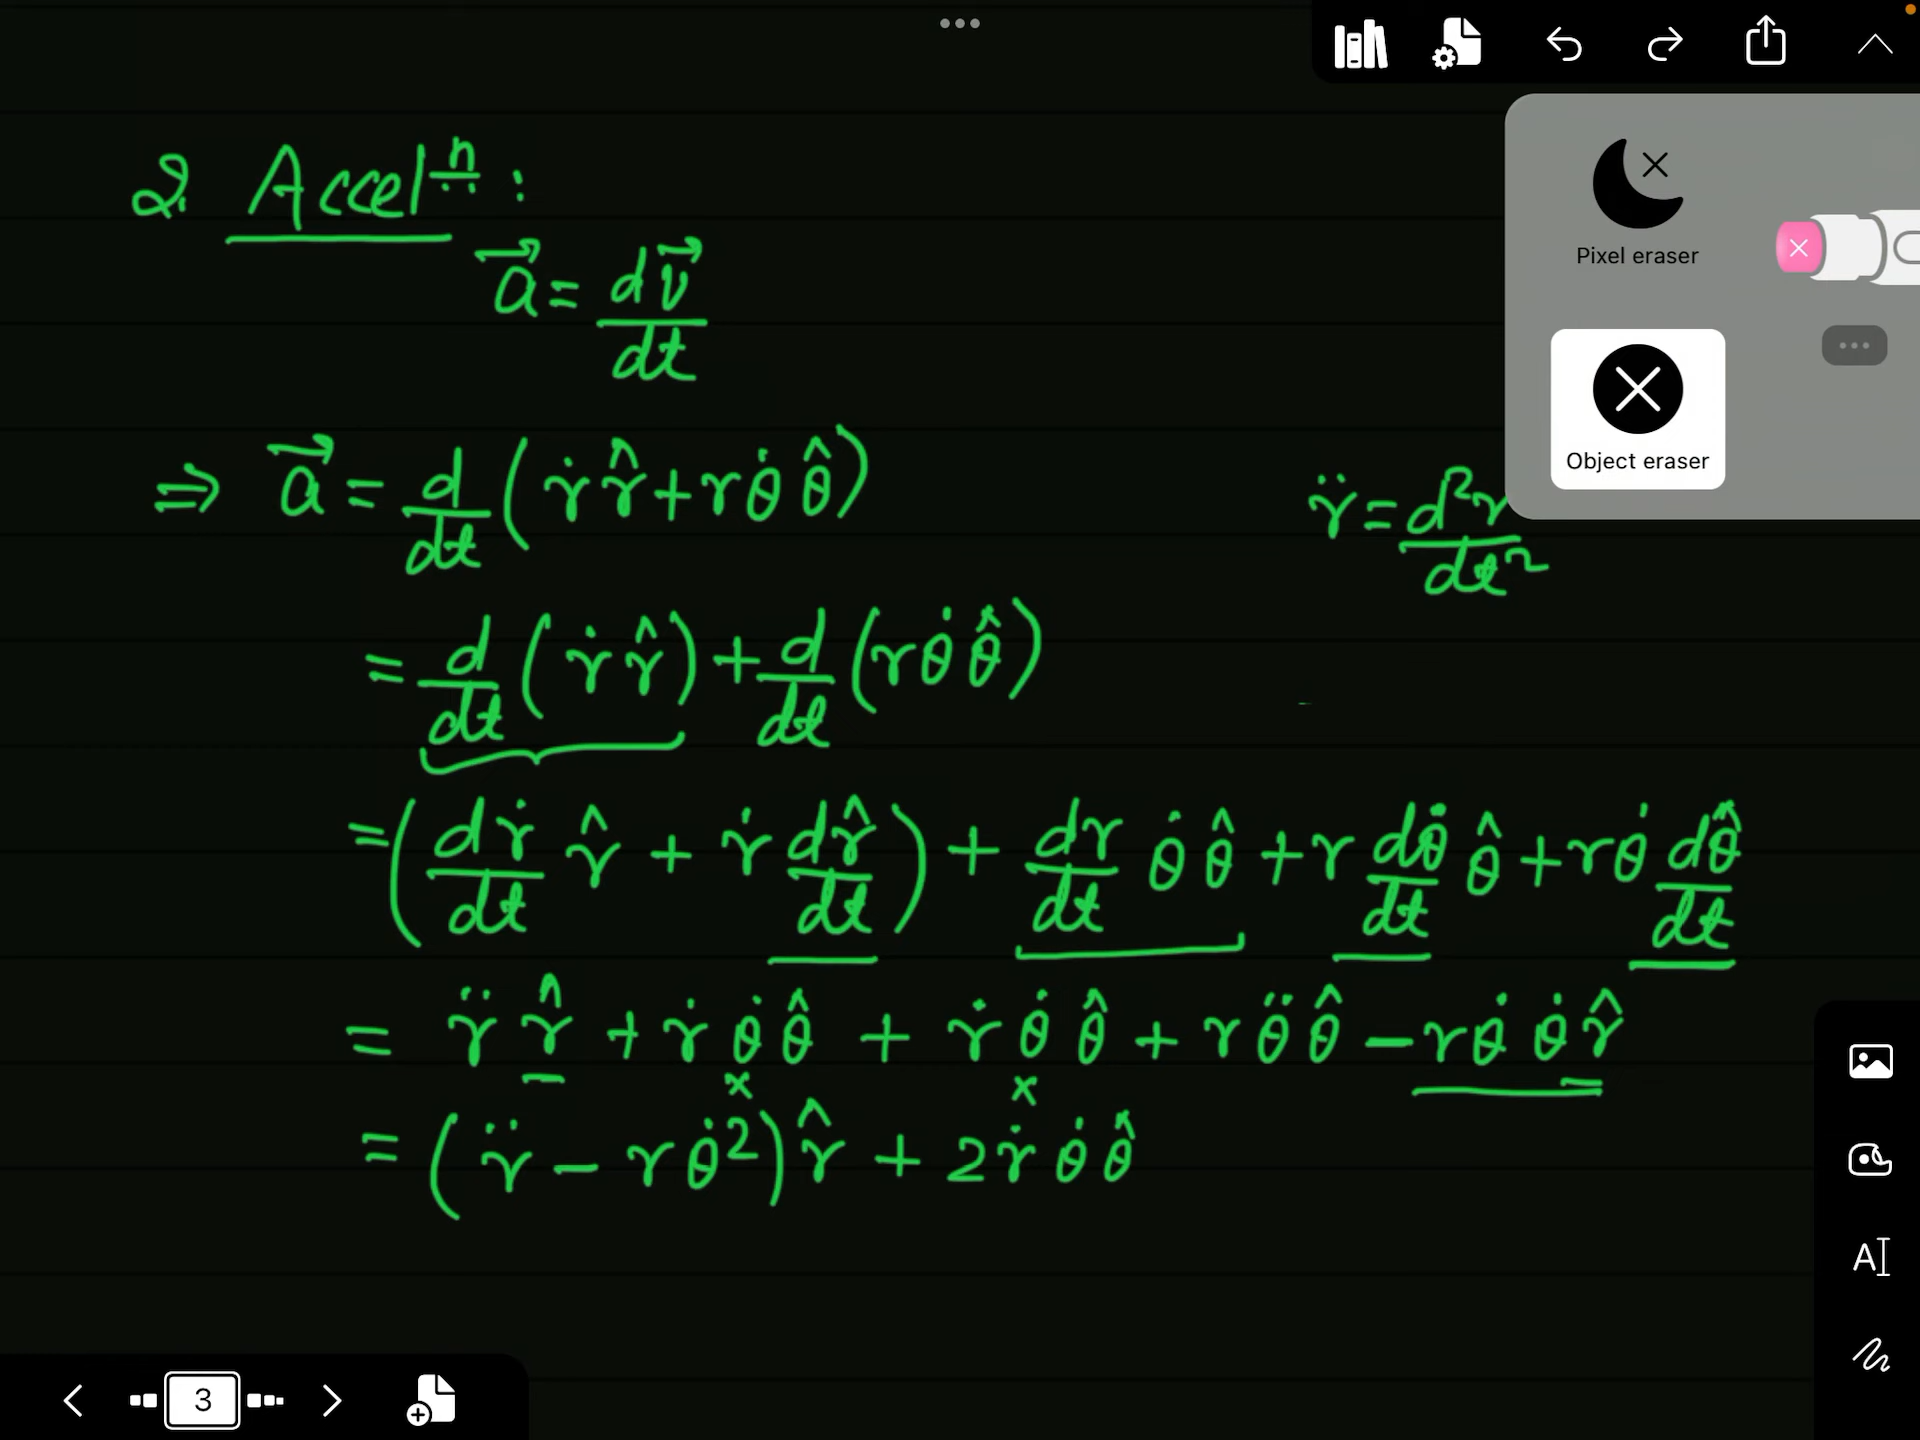 2. Accelⁿ :
a⃗ = dv⃗/dt
⇒ a⃗ = d/dt (ṙ r̂ + r θ̇ θ̂)
r̈ = d²r/dt²
= d/dt (ṙ r̂) + d/dt (r θ̇ θ̂)
= (dṙ/dt r̂ + ṙ dr̂/dt) + dr/dt θ̇ θ̂ + r dθ̇/dt θ̂ + r θ̇ dθ̂/dt
= r̈ r̂ + ṙ θ̇ θ̂ + ṙ θ̇ θ̂ + r θ̈ θ̂ − r θ̇ θ̇ r̂
x x
= (r̈ − r θ̇²) r̂ + 2 ṙ θ̇ θ̂
Pixel eraser
Object eraser
A
3